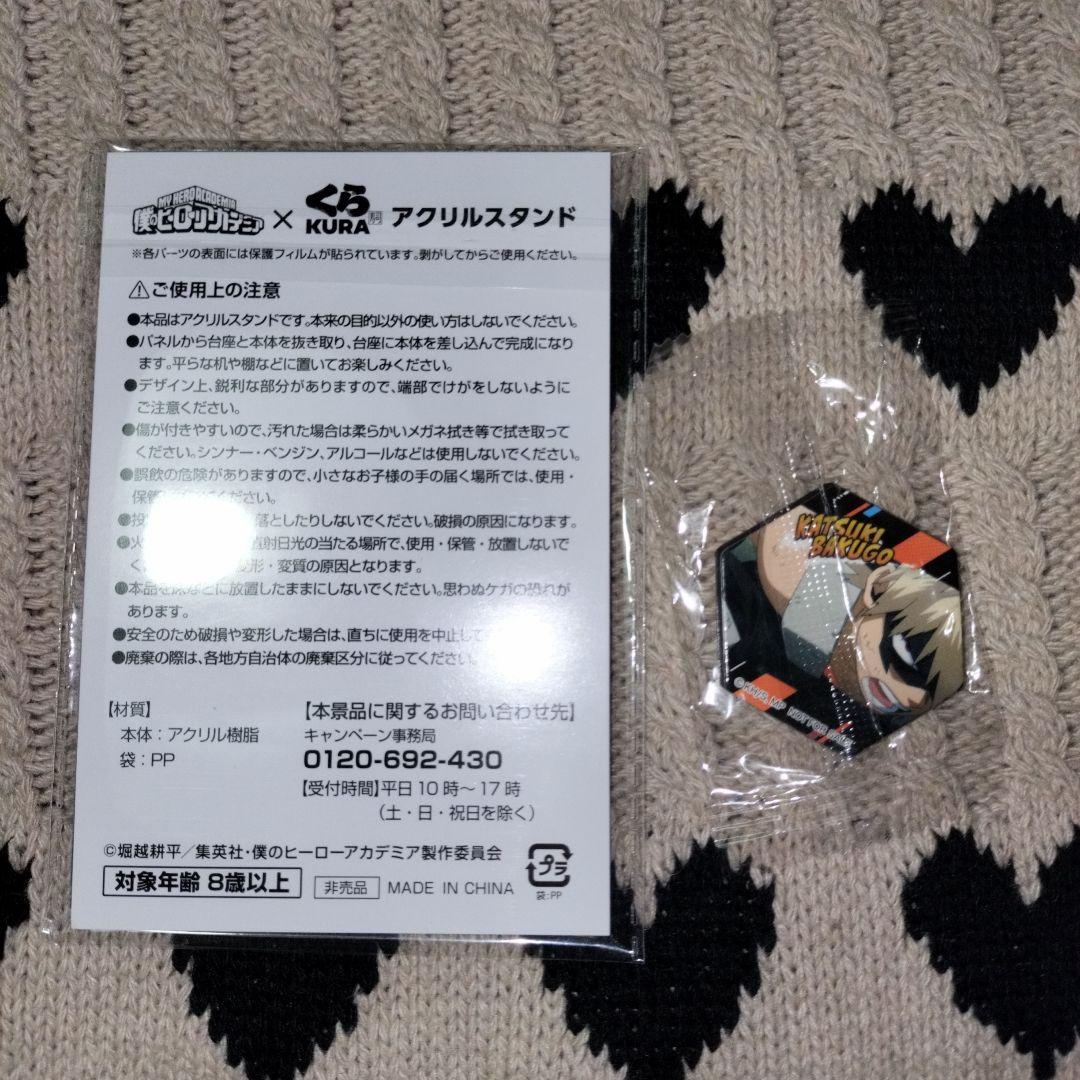 MY HERO ACADEMIA
僕のヒーローアカデミア × くら KURA アクリルスタンド
※各パーツの表面には保護フィルムが貼られています。剥がしてからご使用ください。
⚠ご使用上の注意
●本品はアクリルスタンドです。本来の目的以外の使い方はしないでください。
●パネルから台座と本体を抜き取り、台座に本体を差し込んで完成になり
ます。平らな机や棚などに置いてお楽しみください。
●デザイン上、鋭利な部分がありますので、端部でけがをしないように
ご注意ください。
●傷が付きやすいので、汚れた場合は柔らかいメガネ拭き等で拭き取って
ください。シンナー・ベンジン、アルコールなどは使用しないでください。
●誤飲の危険がありますので、小さなお子様の手の届く場所では、使用・
保管 ください。
●投 落としたりしないでください。破損の原因になります。
●火 直射日光の当たる場所で、使用・保管・放置しないで
く 変形・変質の原因となります。
●本品を床などに放置したままにしないでください。思わぬケガの恐れが
あります。
●安全のため破損や変形した場合は、直ちに使用を中止して
●廃棄の際は、各地方自治体の廃棄区分に従ってください。
【材質】
本体：アクリル樹脂
袋：PP
【本景品に関するお問い合わせ先】
キャンペーン事務局
0120-692-430
【受付時間】平日10時～17時
（土・日・祝日を除く）
©堀越耕平／集英社・僕のヒーローアカデミア製作委員会
対象年齢 8歳以上 非売品 MADE IN CHINA
プラ
袋:PP
KATSUKI
BAKUGO
©KH/S, MP NOT FOR SALE